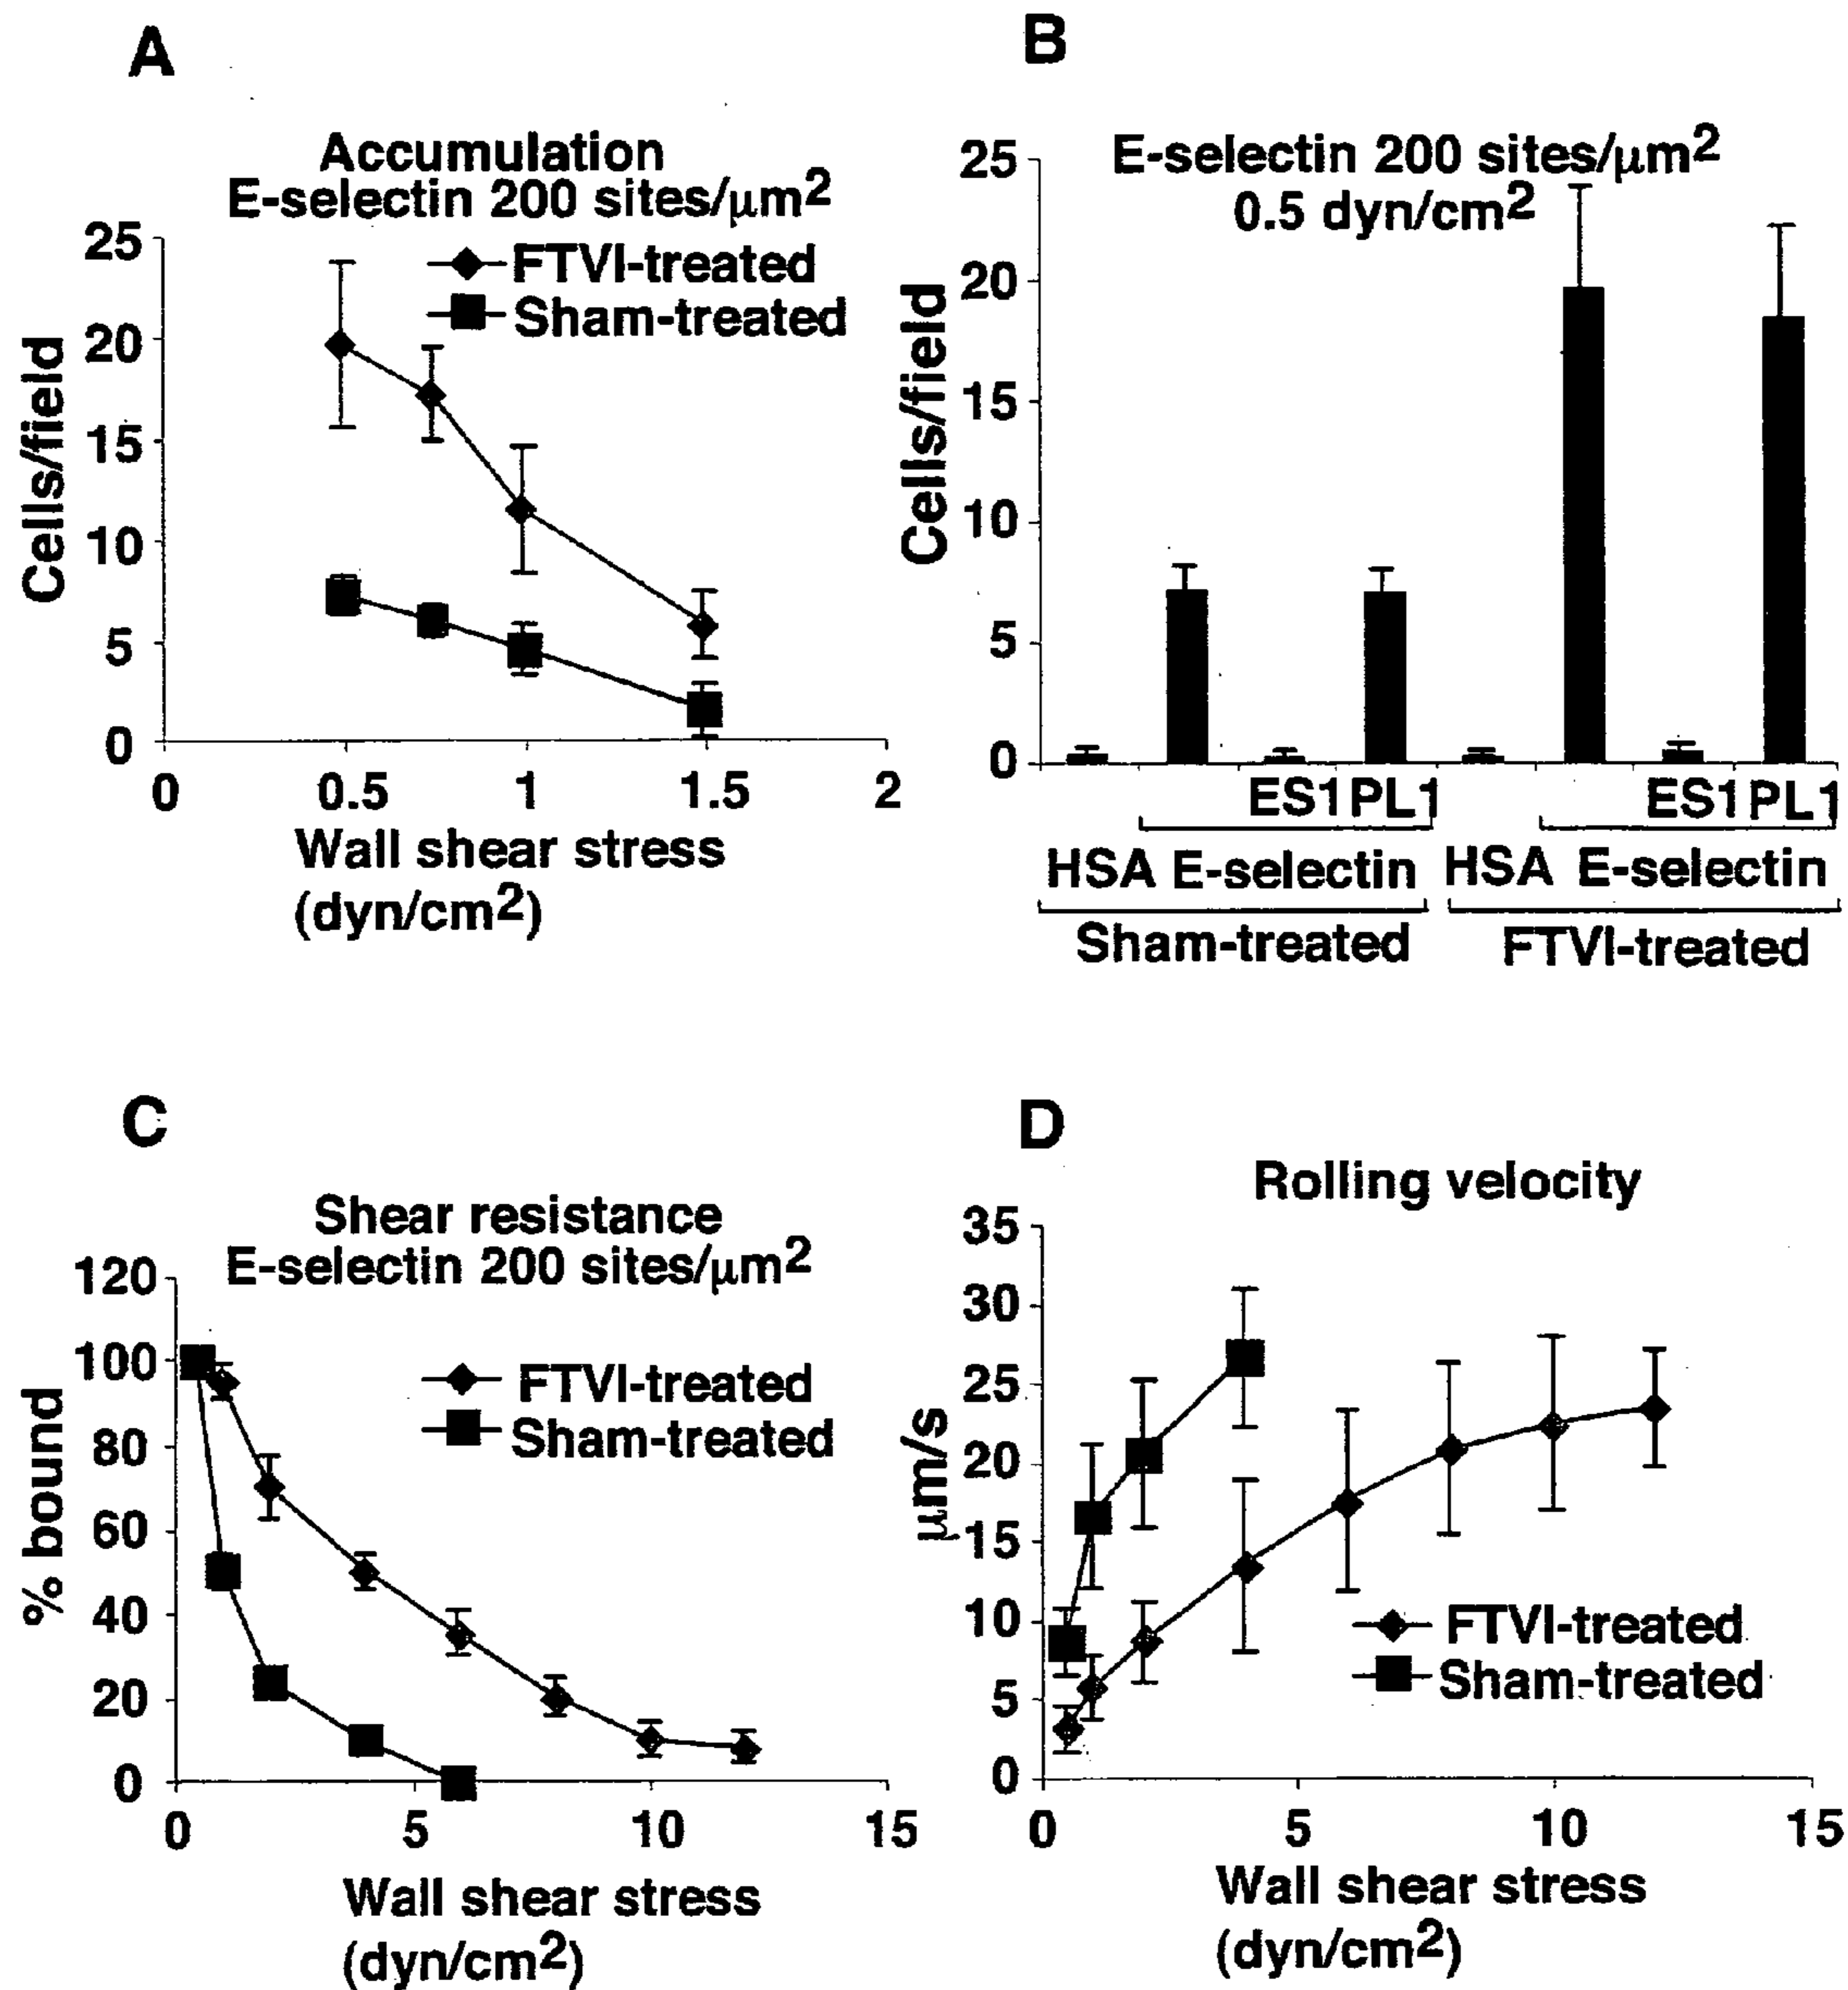 A
Accumulation
E-selectin 200 sites/μm2
FTVI-treated
Sham-treated
Cells/field
25
20
15
10
5
0
0 0.5 1 1.5 2
Wall shear stress
(dyn/cm2)
B
E-selectin 200 sites/μm2
0.5 dyn/cm2
Cells/field
25
20
15
10
5
0
ES1 PL1 ES1 PL1
HSA E-selectin HSA E-selectin
Sham-treated FTVI-treated
C
Shear resistance
E-selectin 200 sites/μm2
FTVI-treated
Sham-treated
% bound
120
100
80
60
40
20
0
0 5 10 15
Wall shear stress
(dyn/cm2)
D
Rolling velocity
μm/s
35
30
25
20
15
10
5
0
FTVI-treated
Sham-treated
0 5 10 15
Wall shear stress
(dyn/cm2)